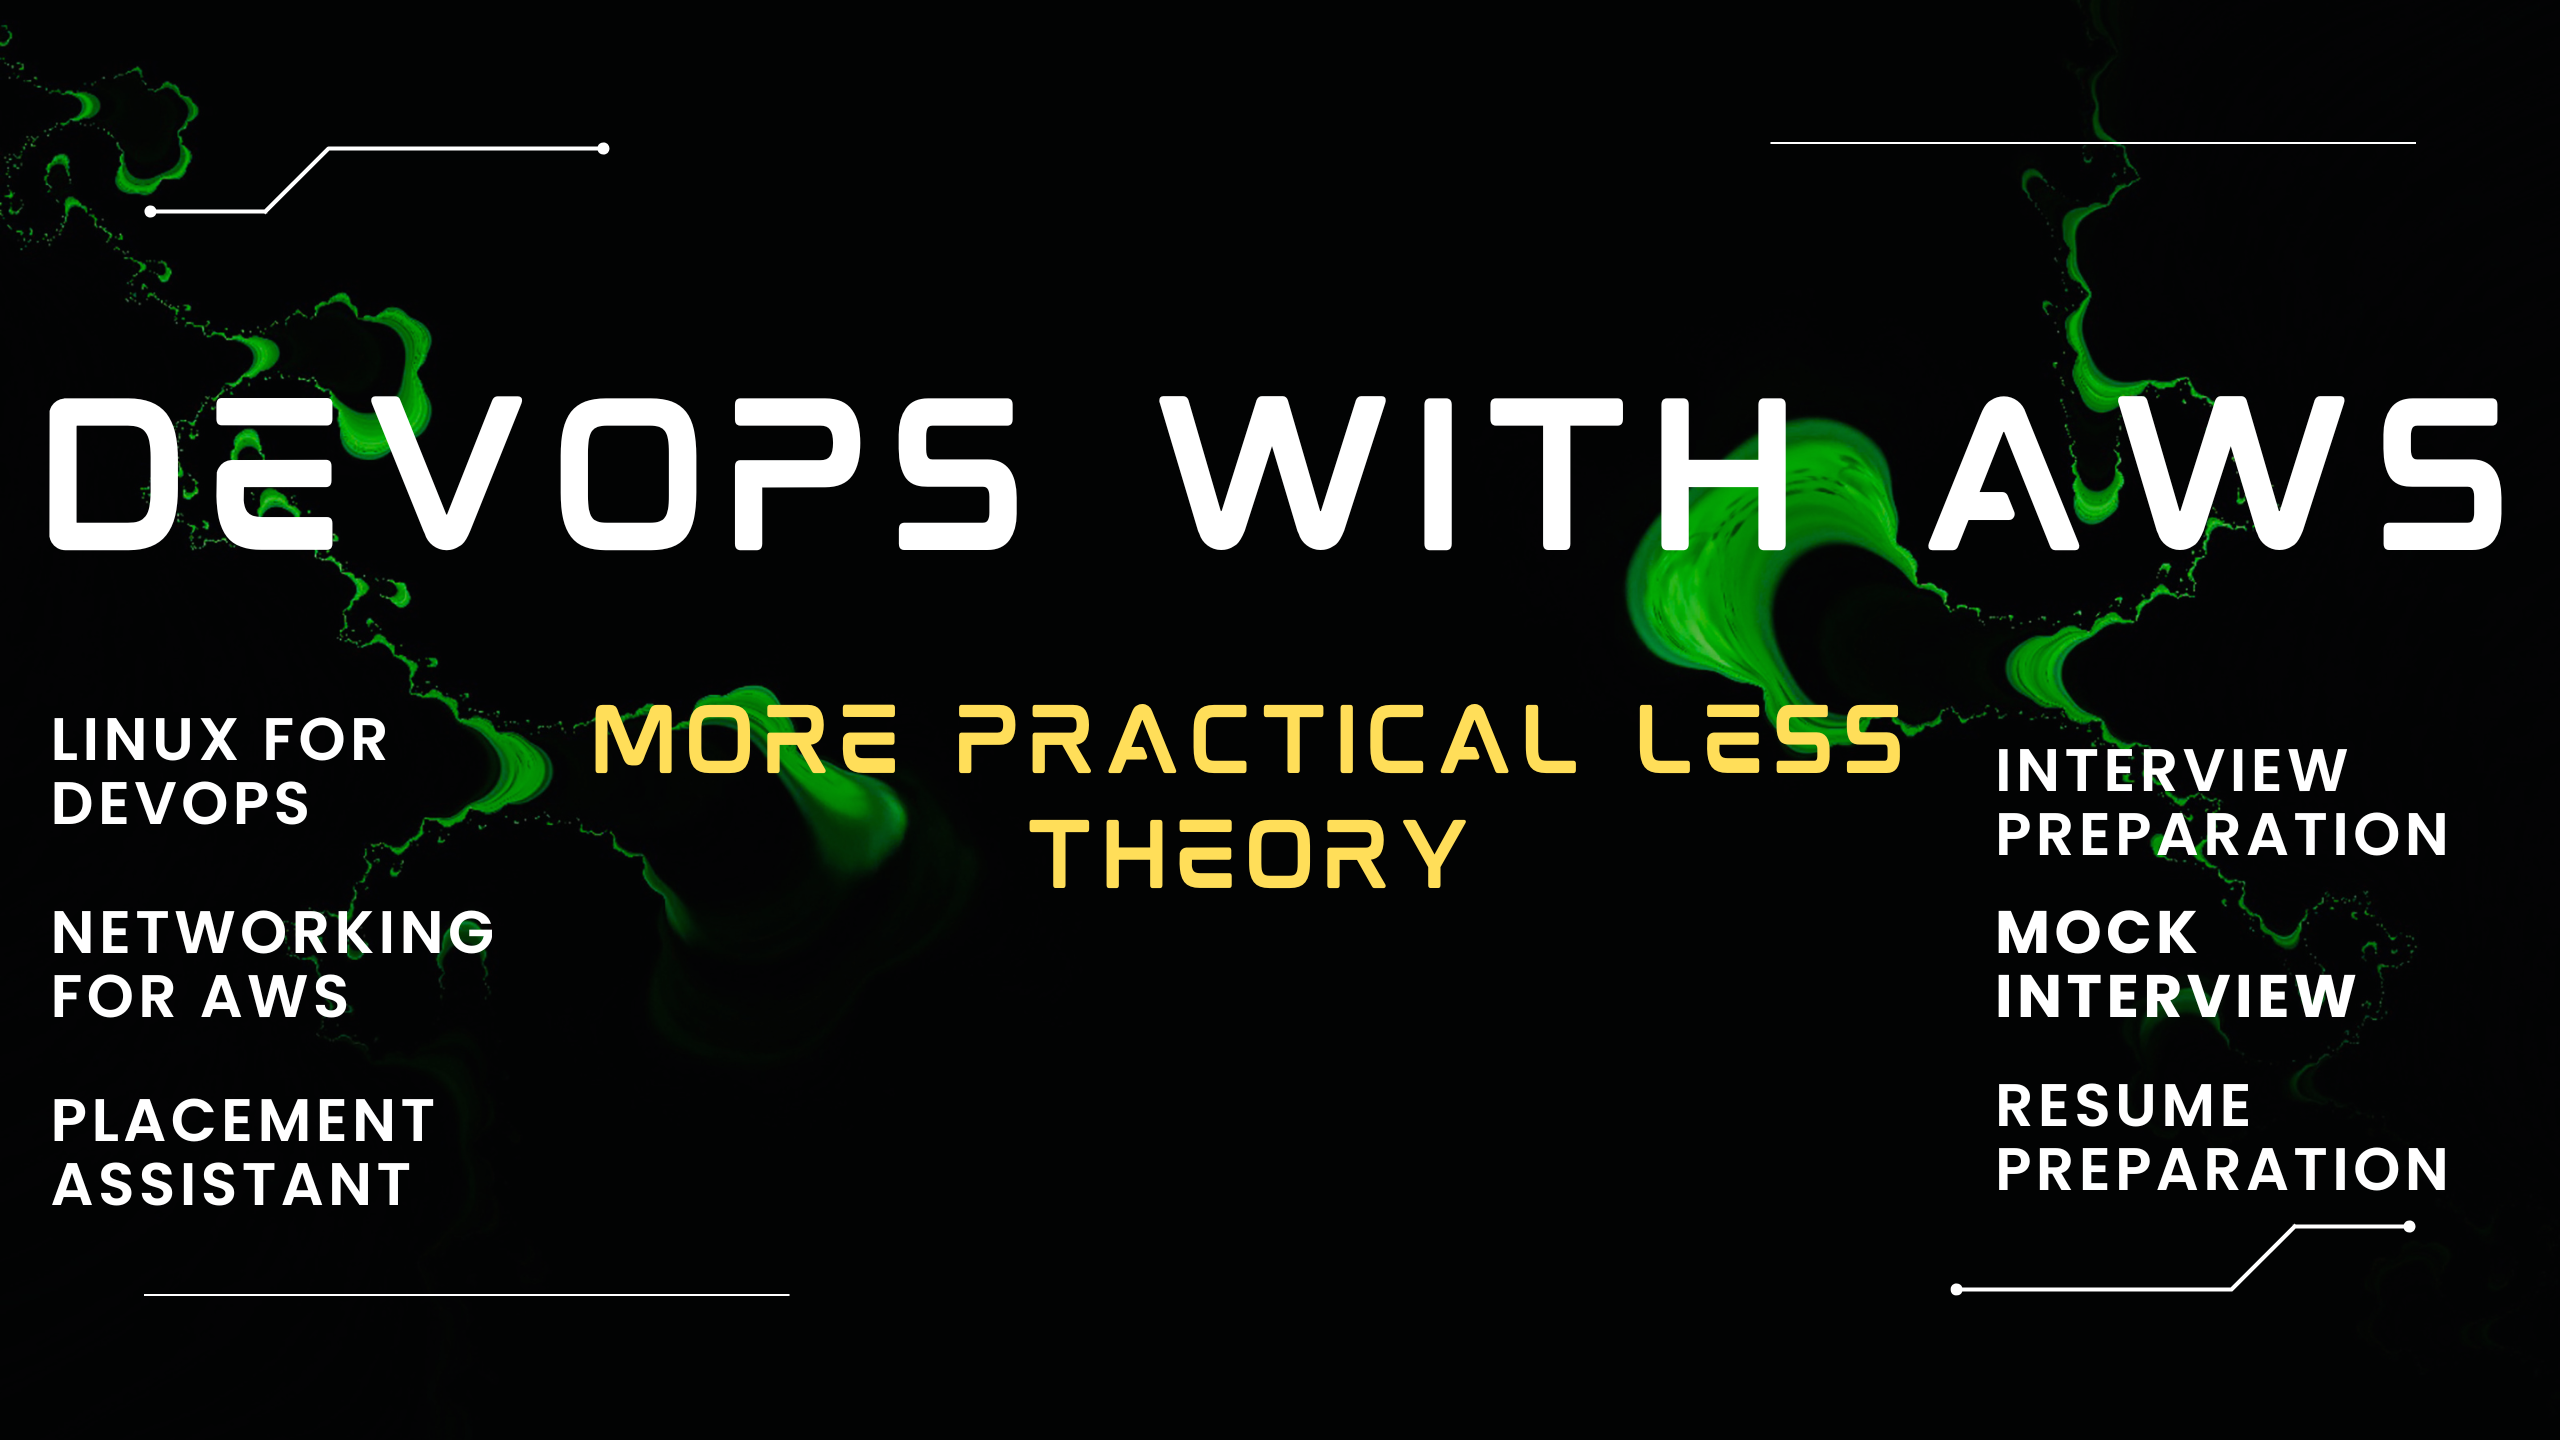 DEVOPS WITH AWS
MORE PRACTICAL LESS
THEORY
LINUX FOR
DEVOPS
NETWORKING
FOR AWS
PLACEMENT
ASSISTANT
INTERVIEW
PREPARATION
MOCK
INTERVIEW
RESUME
PREPARATION